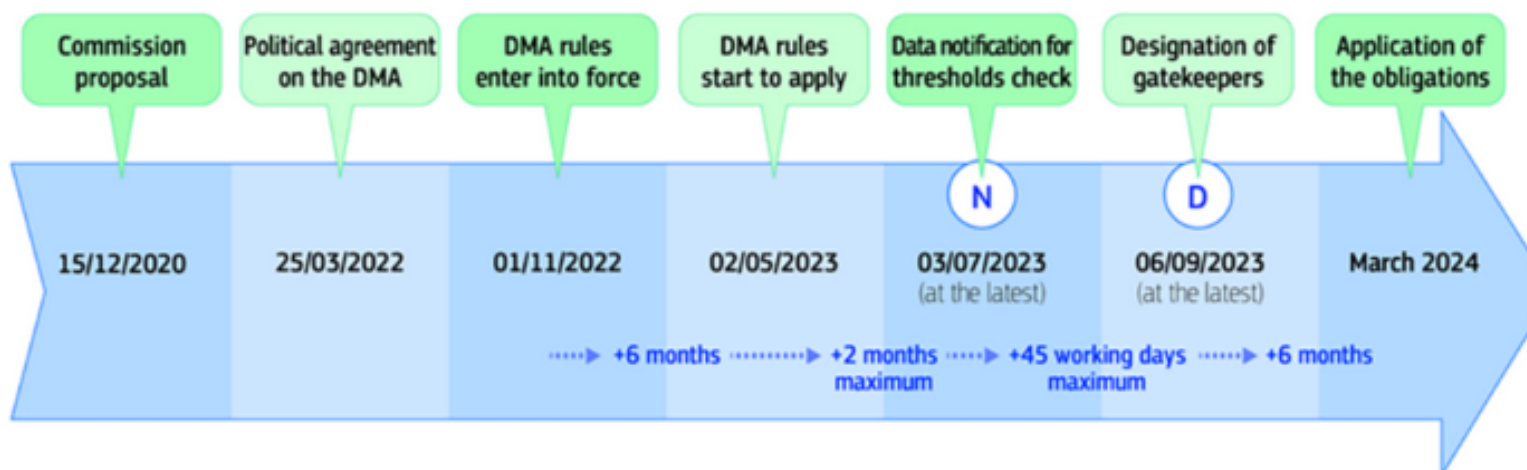 Commission
proposal
Political agreement
on the DMA
DMA rules
enter into force
DMA rules
start to apply
Data notification for
thresholds check
Designation of
gatekeepers
Application of
the obligations
N
D
15/12/2020
25/03/2022
01/11/2022
02/05/2023
03/07/2023
(at the latest)
06/09/2023
(at the latest)
March 2024
+6 months
+2 months
maximum
+45 working days
maximum
+6 months